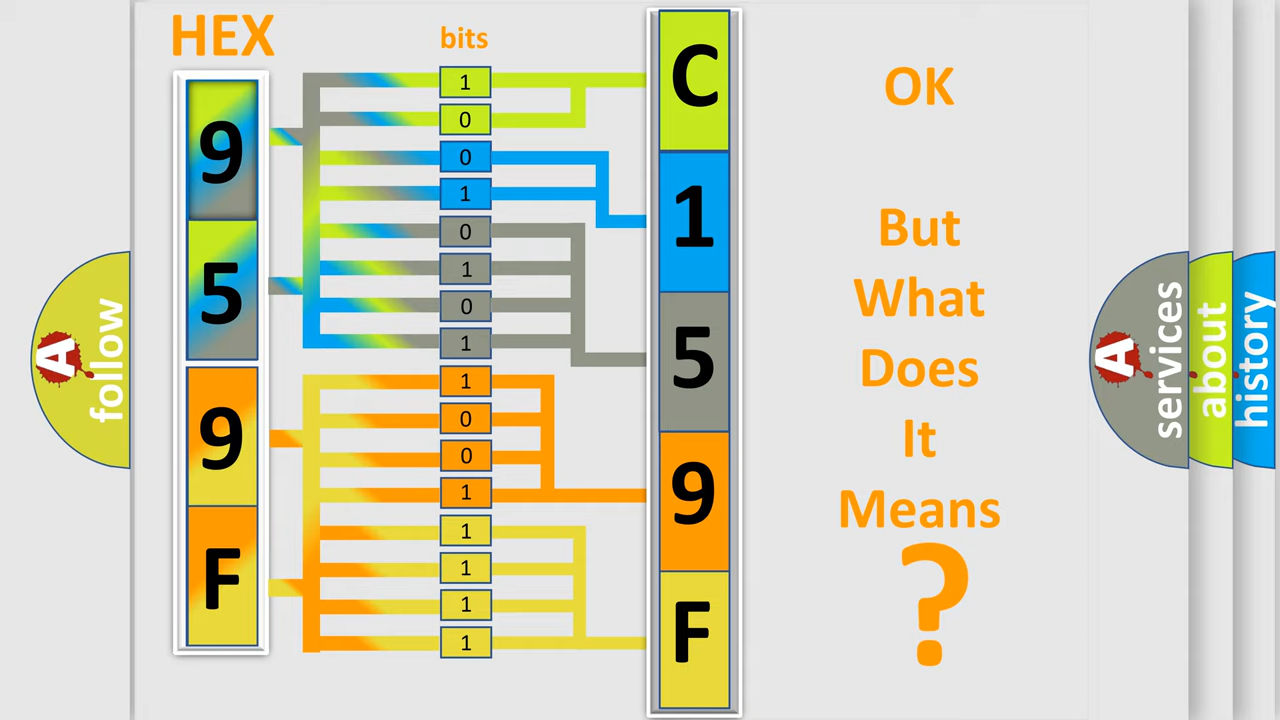 HEX
bits
9
5
9
F
1
0
0
1
0
1
0
1
1
0
0
1
1
1
1
1
C
1
5
9
F
OK
But
What
Does
It
Means
?
A
follow
A
services
about
history